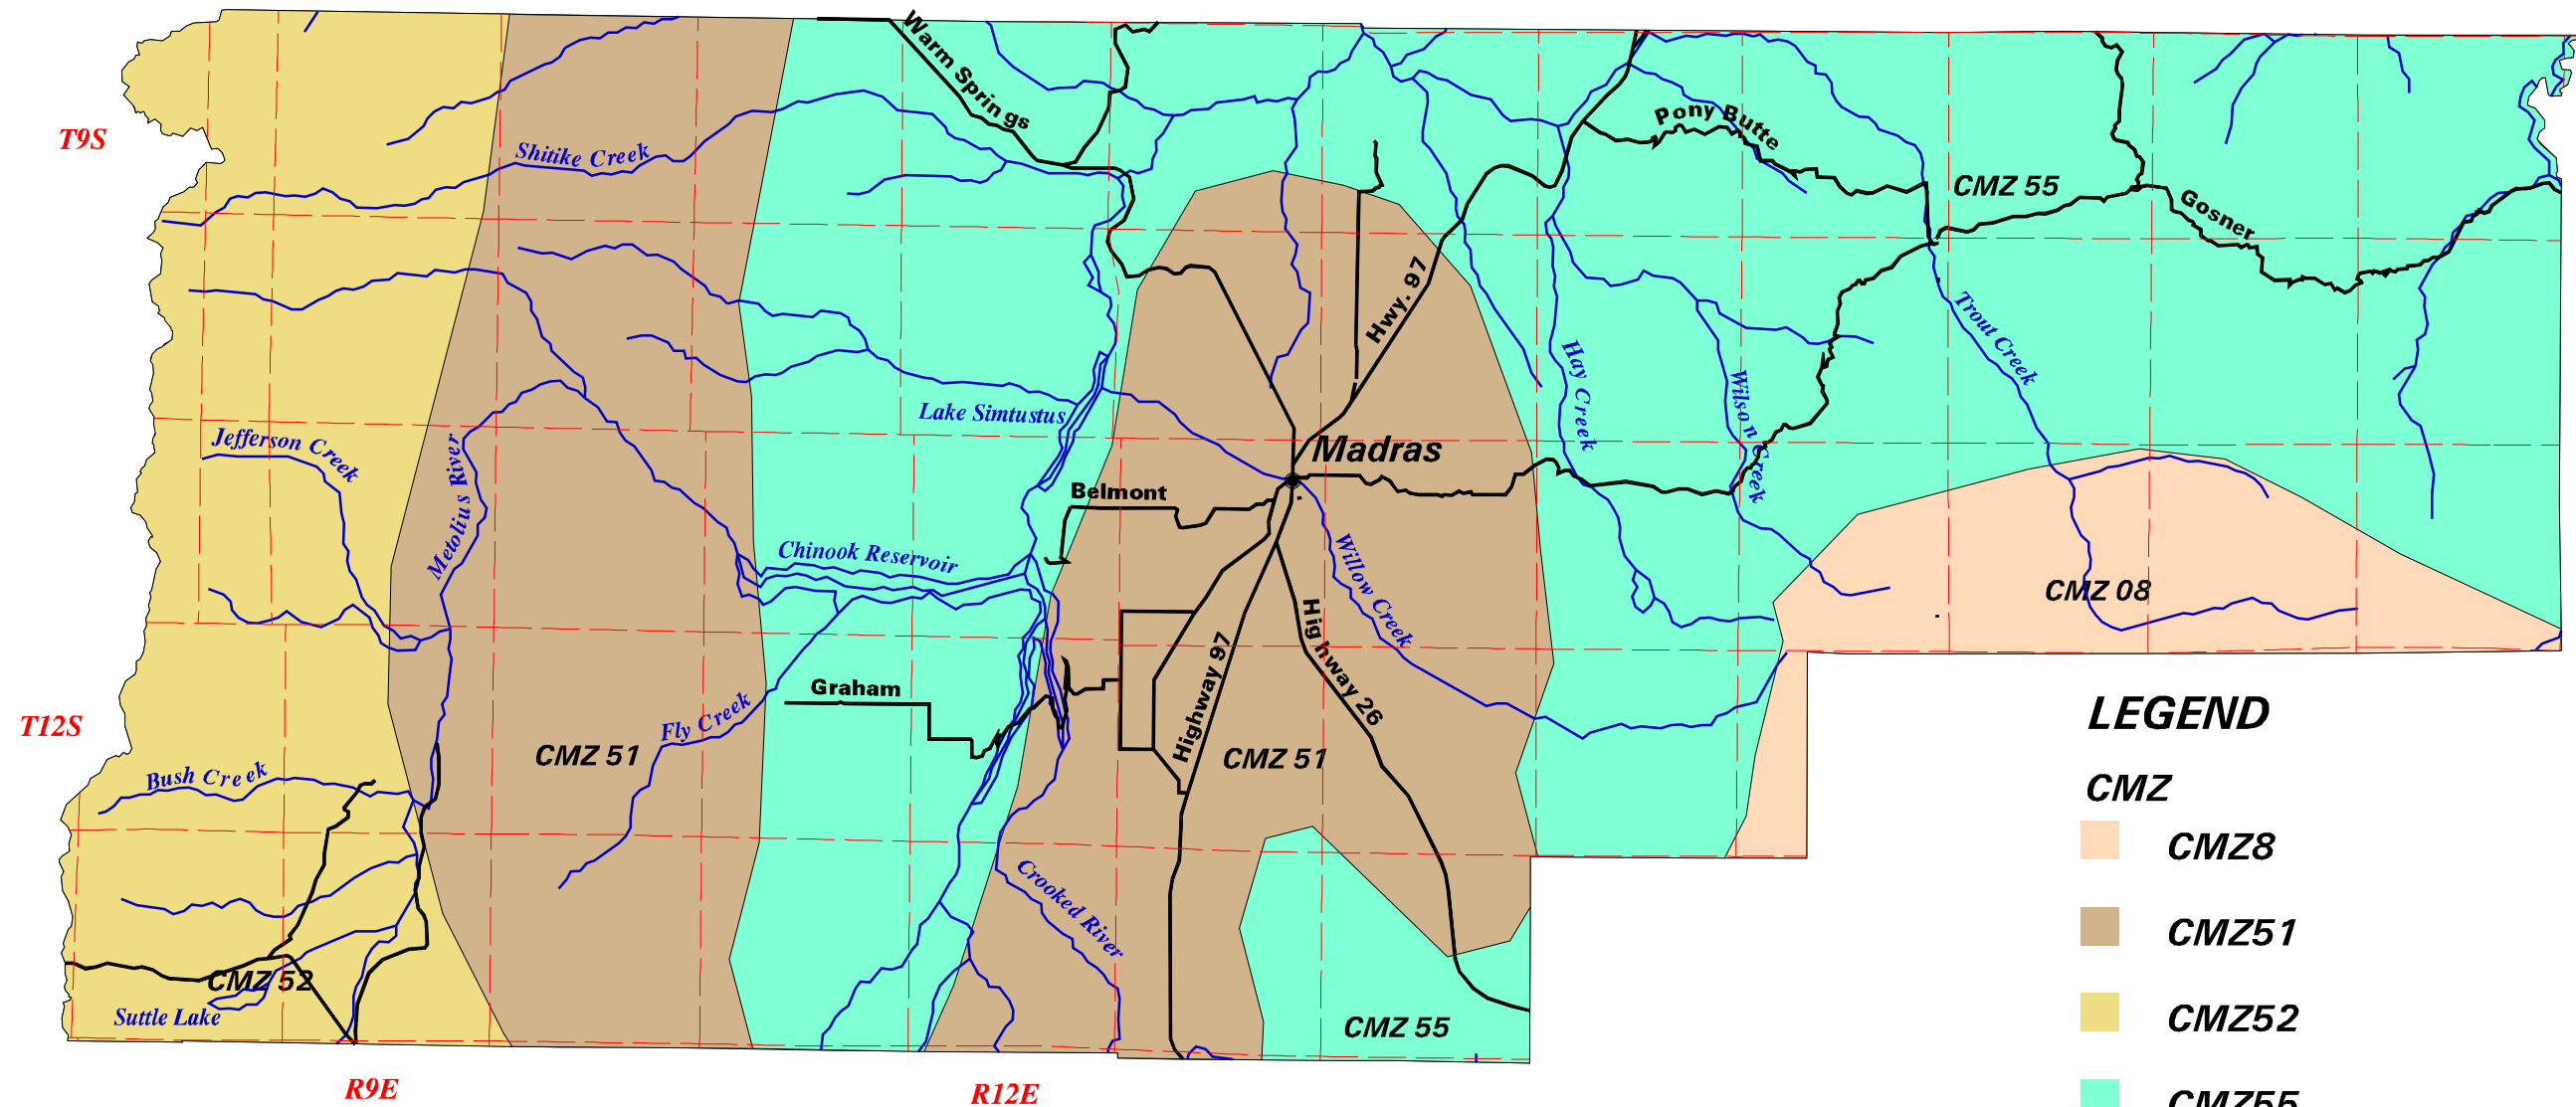 Warm Springs
T9S
Shitike Creek
Pony Butte
CMZ 55
Gosner
Hwy. 97
Trout Creek
Hay Creek
Wilson Creek
Lake Simtustus
Jefferson Creek
Metolius River
Madras
Belmont
Chinook Reservoir
Willow Creek
CMZ 08
Highway 97
Highway 26
Graham
Fly Creek
T12S
CMZ 51
CMZ 51
Bush Creek
Crooked River
CMZ 52
Suttle Lake
CMZ 55
R9E
R12E
LEGEND
CMZ
CMZ8
CMZ51
CMZ52
CMZ55